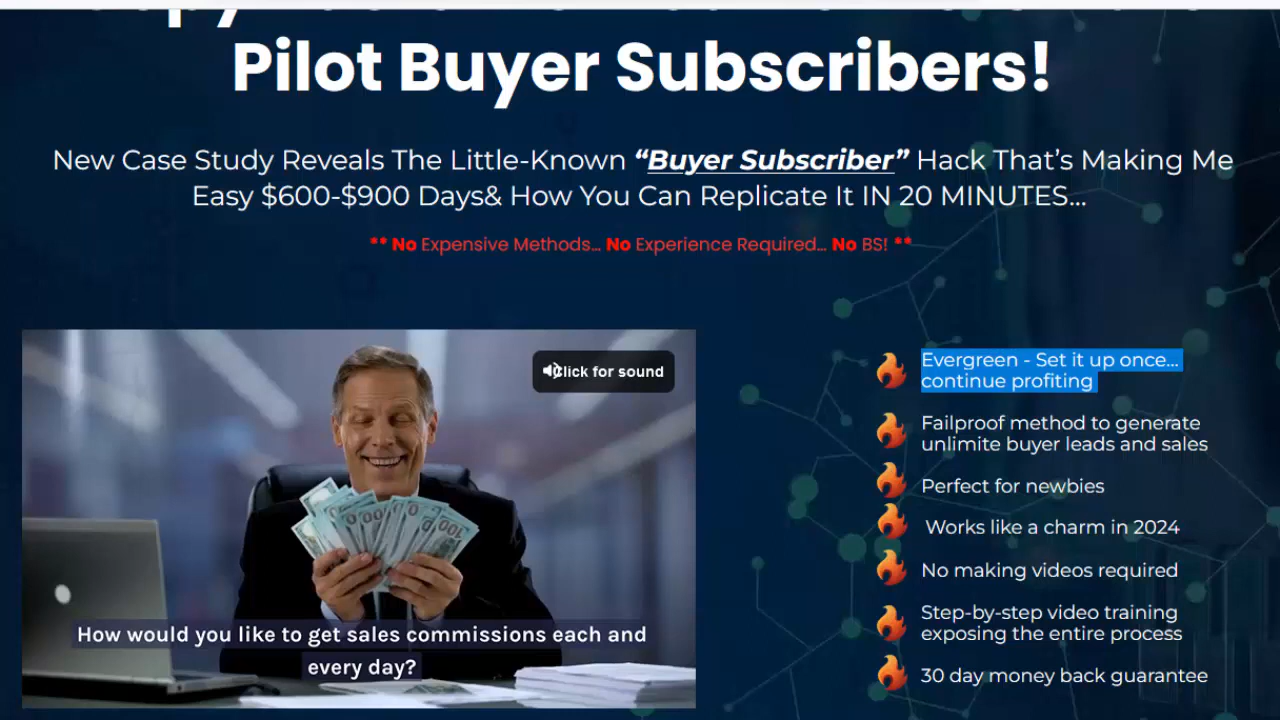 Pilot Buyer Subscribers!
New Case Study Reveals The Little-Known “Buyer Subscriber” Hack That’s Making Me
Easy $600-$900 Days& How You Can Replicate It IN 20 MINUTES...
** No Expensive Methods... No Experience Required... No BS! **
Click for sound
How would you like to get sales commissions each and
every day?
Evergreen - Set it up once...
continue profiting
Failproof method to generate
unlimite buyer leads and sales
Perfect for newbies
Works like a charm in 2024
No making videos required
Step-by-step video training
exposing the entire process
30 day money back guarantee